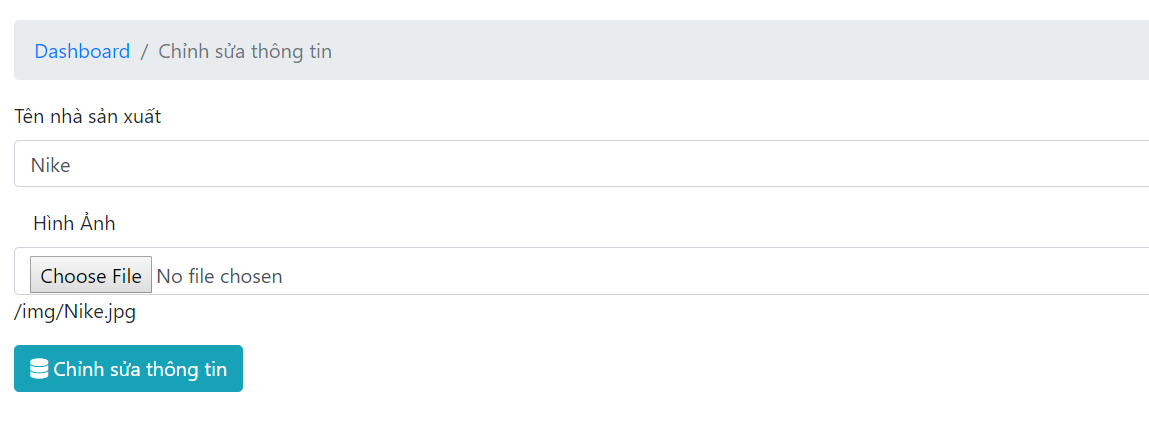 Dashboard / Chỉnh sửa thông tin
Tên nhà sản xuất
Nike
Hình Ảnh
Choose File No file chosen
/img/Nike.jpg
Chỉnh sửa thông tin